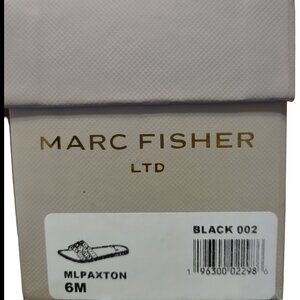 MARC FISHER
LTD
BLACK 002
MLPAXTON
6M
1 96300 02298 6